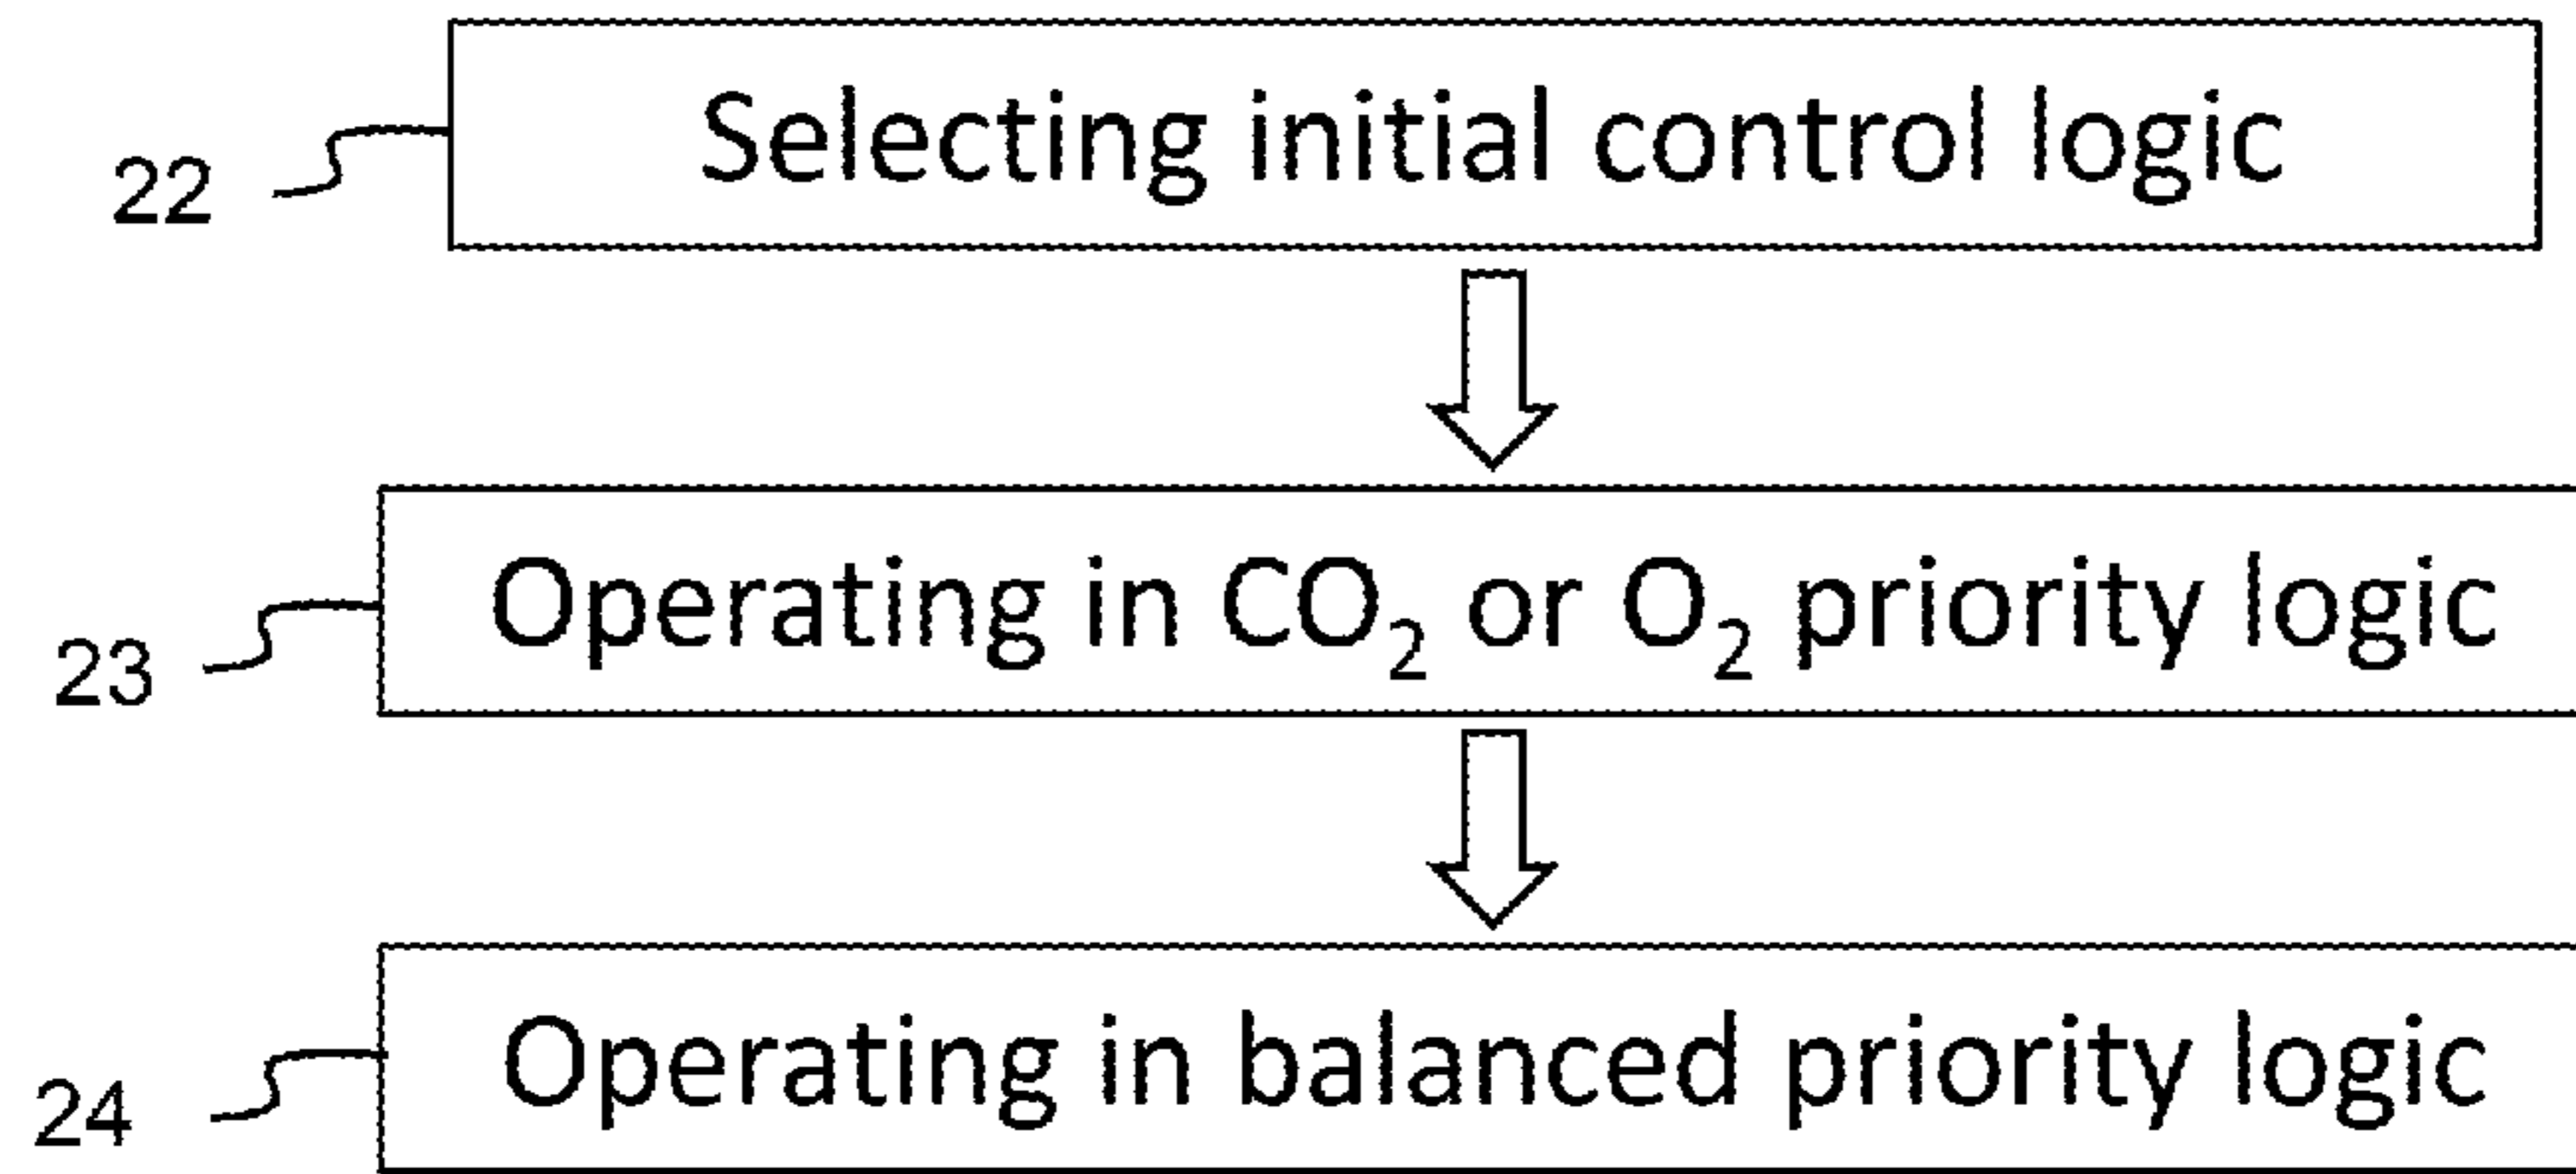 22 Selecting initial control logic
23 Operating in CO₂ or O₂ priority logic
24 Operating in balanced priority logic